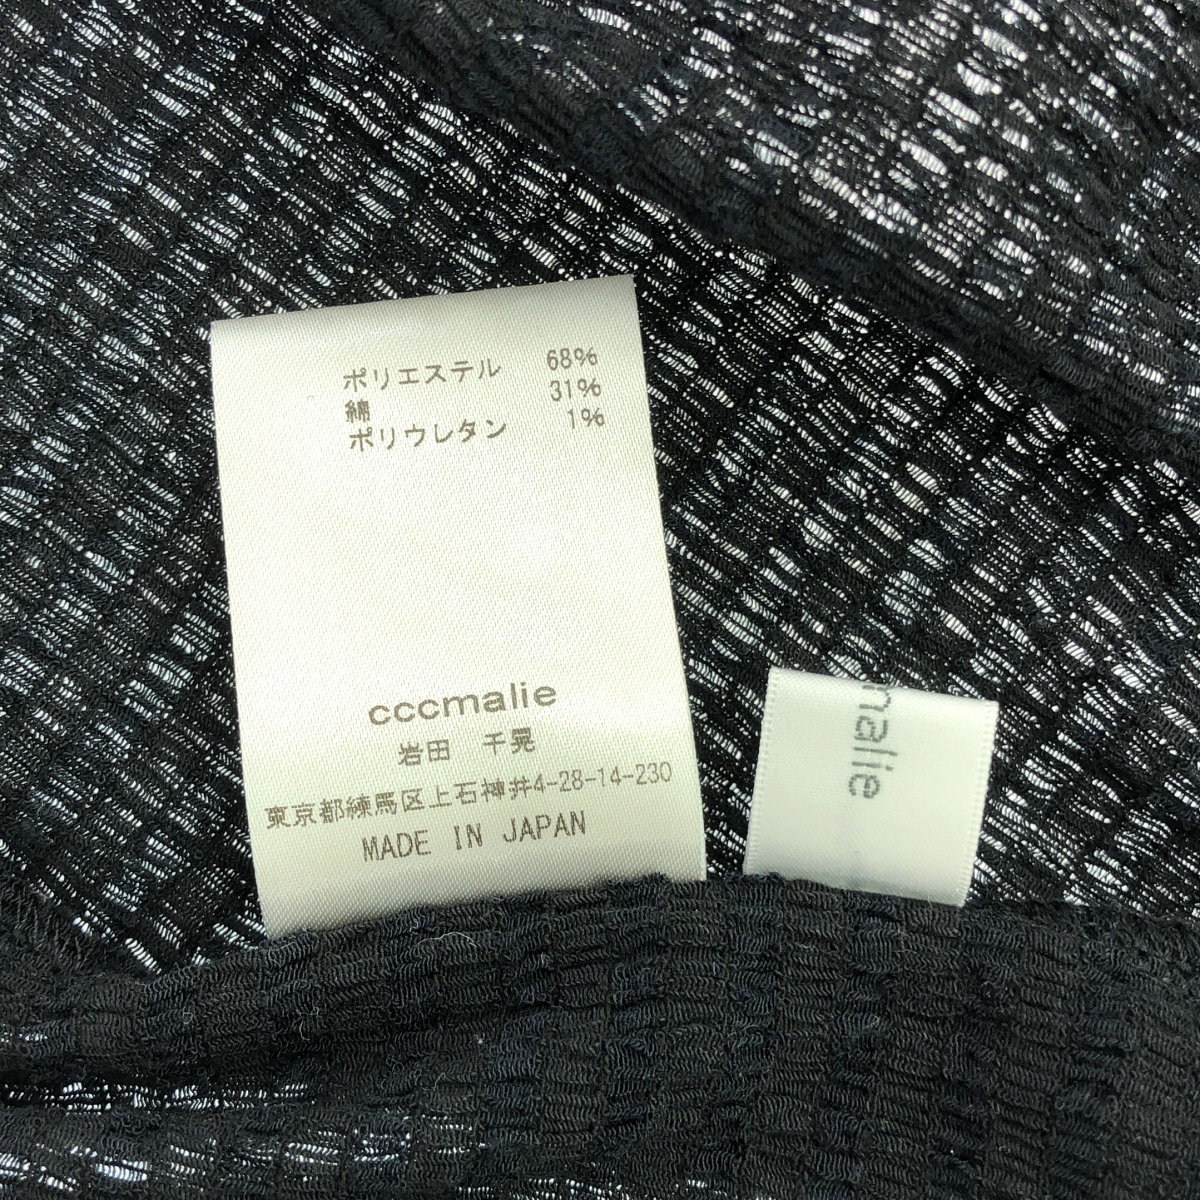 ポリエステル 68%
綿 31%
ポリウレタン 1%
cccmalie
岩田 千晃
東京都練馬区上石神井4-28-14-230
MADE IN JAPAN
malie